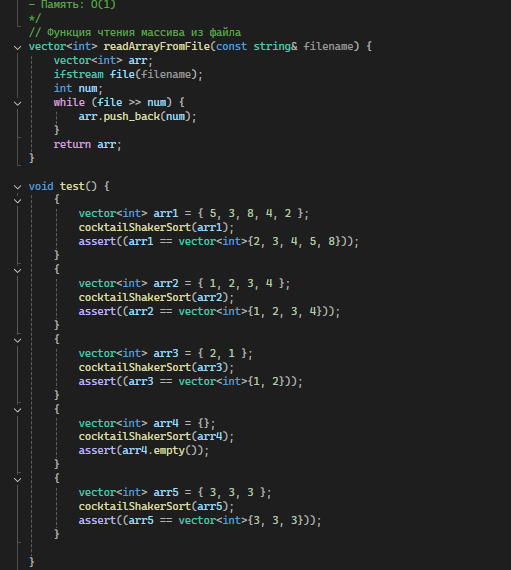 - Память: O(1)
*/
// Функция чтения массива из файла
vector<int> readArrayFromFile(const string& filename) {
    vector<int> arr;
    ifstream file(filename);
    int num;
    while (file >> num) {
        arr.push_back(num);
    }
    return arr;
}

void test() {
    {
        vector<int> arr1 = { 5, 3, 8, 4, 2 };
        cocktailShakerSort(arr1);
        assert((arr1 == vector<int>{2, 3, 4, 5, 8}));
    }
    {
        vector<int> arr2 = { 1, 2, 3, 4 };
        cocktailShakerSort(arr2);
        assert((arr2 == vector<int>{1, 2, 3, 4}));
    }
    {
        vector<int> arr3 = { 2, 1 };
        cocktailShakerSort(arr3);
        assert((arr3 == vector<int>{1, 2}));
    }
    {
        vector<int> arr4 = {};
        cocktailShakerSort(arr4);
        assert(arr4.empty());
    }
    {
        vector<int> arr5 = { 3, 3, 3 };
        cocktailShakerSort(arr5);
        assert((arr5 == vector<int>{3, 3, 3}));
    }

}